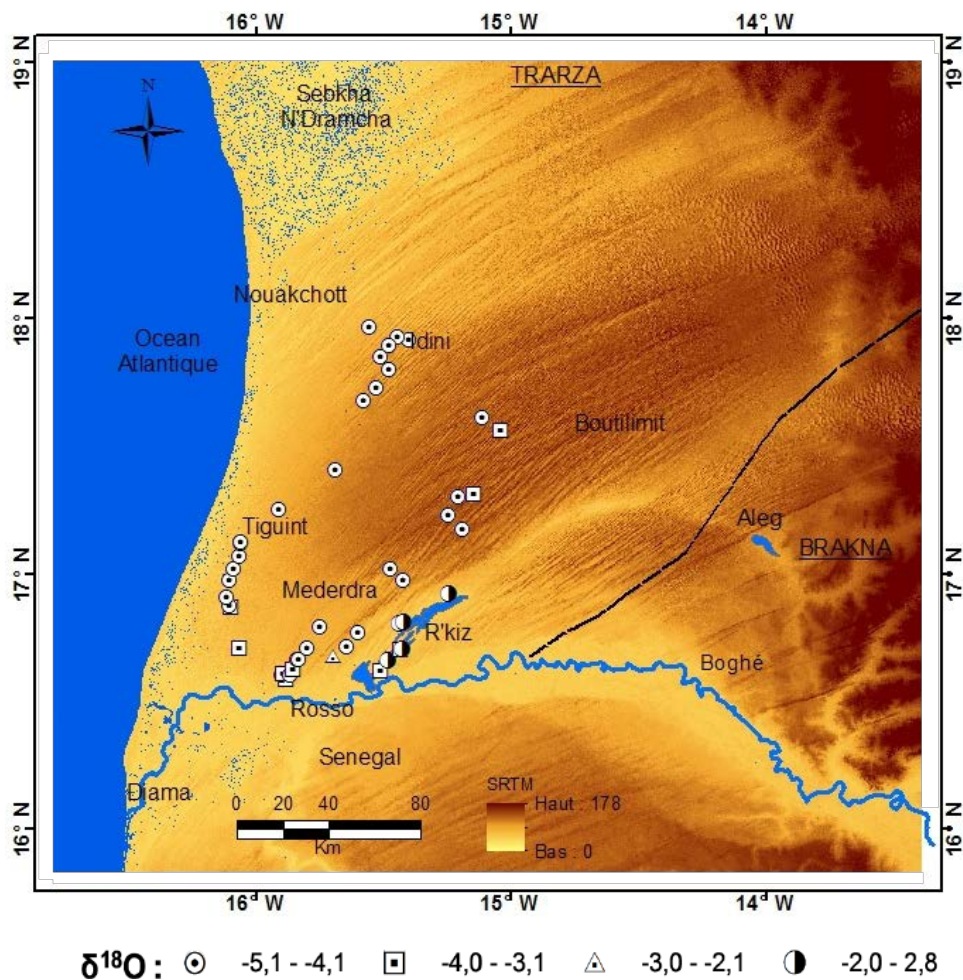 16° W 15° W 14° W
19° N 19° N
TRARZA
Sebkha
N'Dramcha
N
Nouakchott
18° N 18° N
Idini
Ocean
Atlantique
Boutilimit
Tiguint
Aleg
BRAKNA
17° N 17° N
Mederdra
R'kiz
Boghé
Rosso
Senegal
Diama
SRTM
Haut : 178
Bas : 0
0 20 40 80
Km
16° N 16° N
16° W 15° W 14° W
δ18O : -5,1 - -4,1 -4,0 - -3,1 -3,0 - -2,1 -2,0 - 2,8